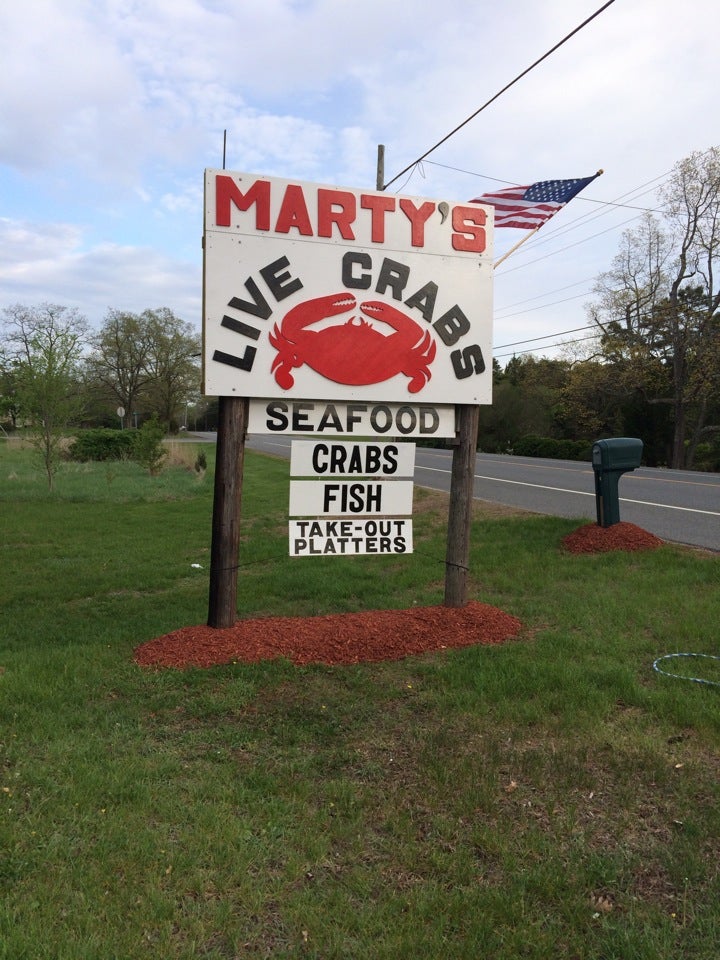 MARTY'S
LIVE CRABS
SEAFOOD
CRABS
FISH
TAKE-OUT
PLATTERS